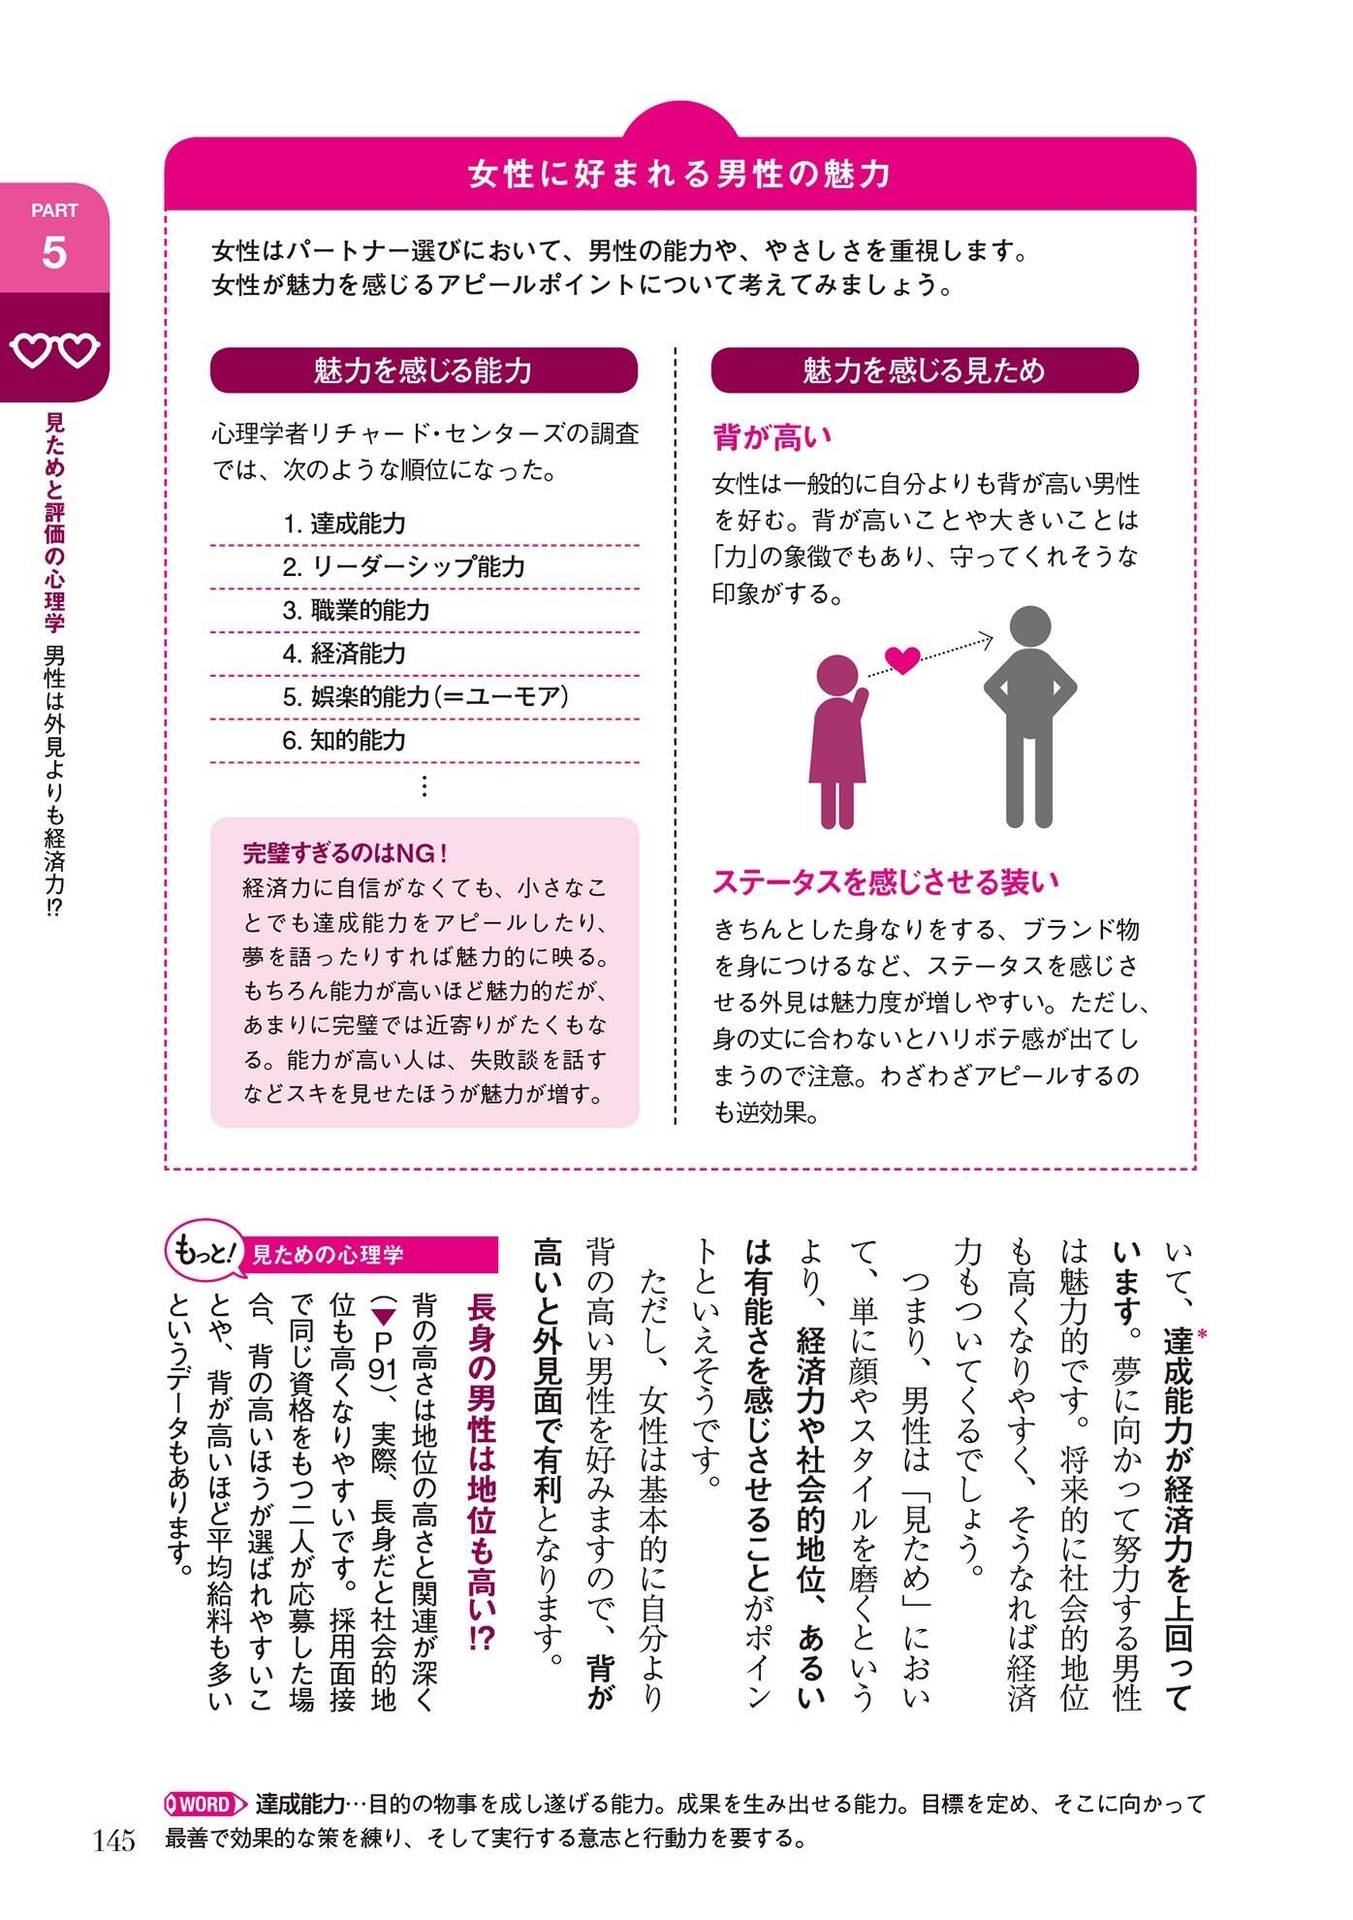 PART
5
見ためと評価の心理学 男性は外見よりも経済力!?
女性に好まれる男性の魅力
女性はパートナー選びにおいて、男性の能力や、やさしさを重視します。
女性が魅力を感じるアピールポイントについて考えてみましょう。
魅力を感じる能力
心理学者リチャード・センターズの調査
では、次のような順位になった。
1. 達成能力
2. リーダーシップ能力
3. 職業的能力
4. 経済能力
5. 娯楽的能力(=ユーモア)
6. 知的能力
⋮
完璧すぎるのはNG!
経済力に自信がなくても、小さなこ
とでも達成能力をアピールしたり、
夢を語ったりすれば魅力的に映る。
もちろん能力が高いほど魅力的だが、
あまりに完璧では近寄りがたくもな
る。能力が高い人は、失敗談を話す
などスキを見せたほうが魅力が増す。
魅力を感じる見ため
背が高い
女性は一般的に自分よりも背が高い男性
を好む。背が高いことや大きいことは
「力」の象徴でもあり、守ってくれそうな
印象がする。
ステータスを感じさせる装い
きちんとした身なりをする、ブランド物
を身につけるなど、ステータスを感じさ
せる外見は魅力度が増しやすい。ただし、
身の丈に合わないとハリボテ感が出てし
まうので注意。わざわざアピールするの
も逆効果。
いて、達成能力*が経済力を上回って
います。夢に向かって努力する男性
は魅力的です。将来的に社会的地位
も高くなりやすく、そうなれば経済
力もついてくるでしょう。
つまり、男性は「見ため」におい
て、単に顔やスタイルを磨くという
より、経済力や社会的地位、あるい
は有能さを感じさせることがポイン
トといえそうです。
ただし、女性は基本的に自分より
背の高い男性を好みますので、背が
高いと外見面で有利となります。
もっと!
見ための心理学
長身の男性は地位も高い!?
背の高さは地位の高さと関連が深く
(▼P91)、実際、長身だと社会的地
位も高くなりやすいです。採用面接
で同じ資格をもつ二人が応募した場
合、背の高いほうが選ばれやすいこ
とや、背が高いほど平均給料も多い
というデータもあります。
WORD 達成能力…目的の物事を成し遂げる能力。成果を生み出せる能力。目標を定め、そこに向かって
最善で効果的な策を練り、そして実行する意志と行動力を要する。
145